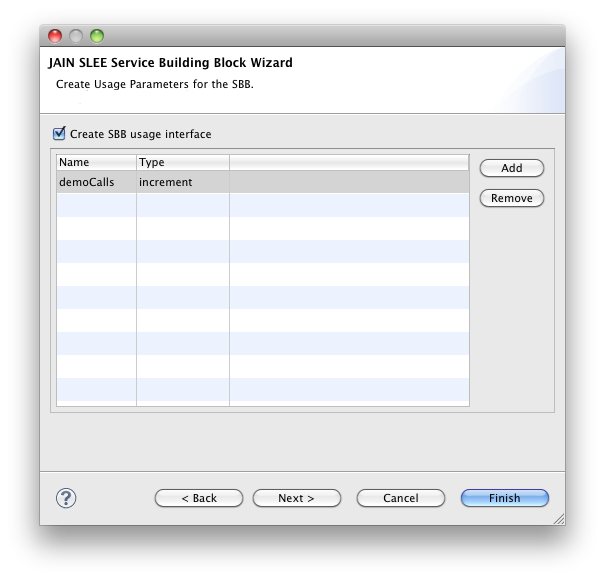 JAIN SLEE Service Building Block Wizard
Create Usage Parameters for the SBB.
Create SBB usage interface
Name Type
Add
demoCalls increment
Remove
? < Back Next > Cancel Finish